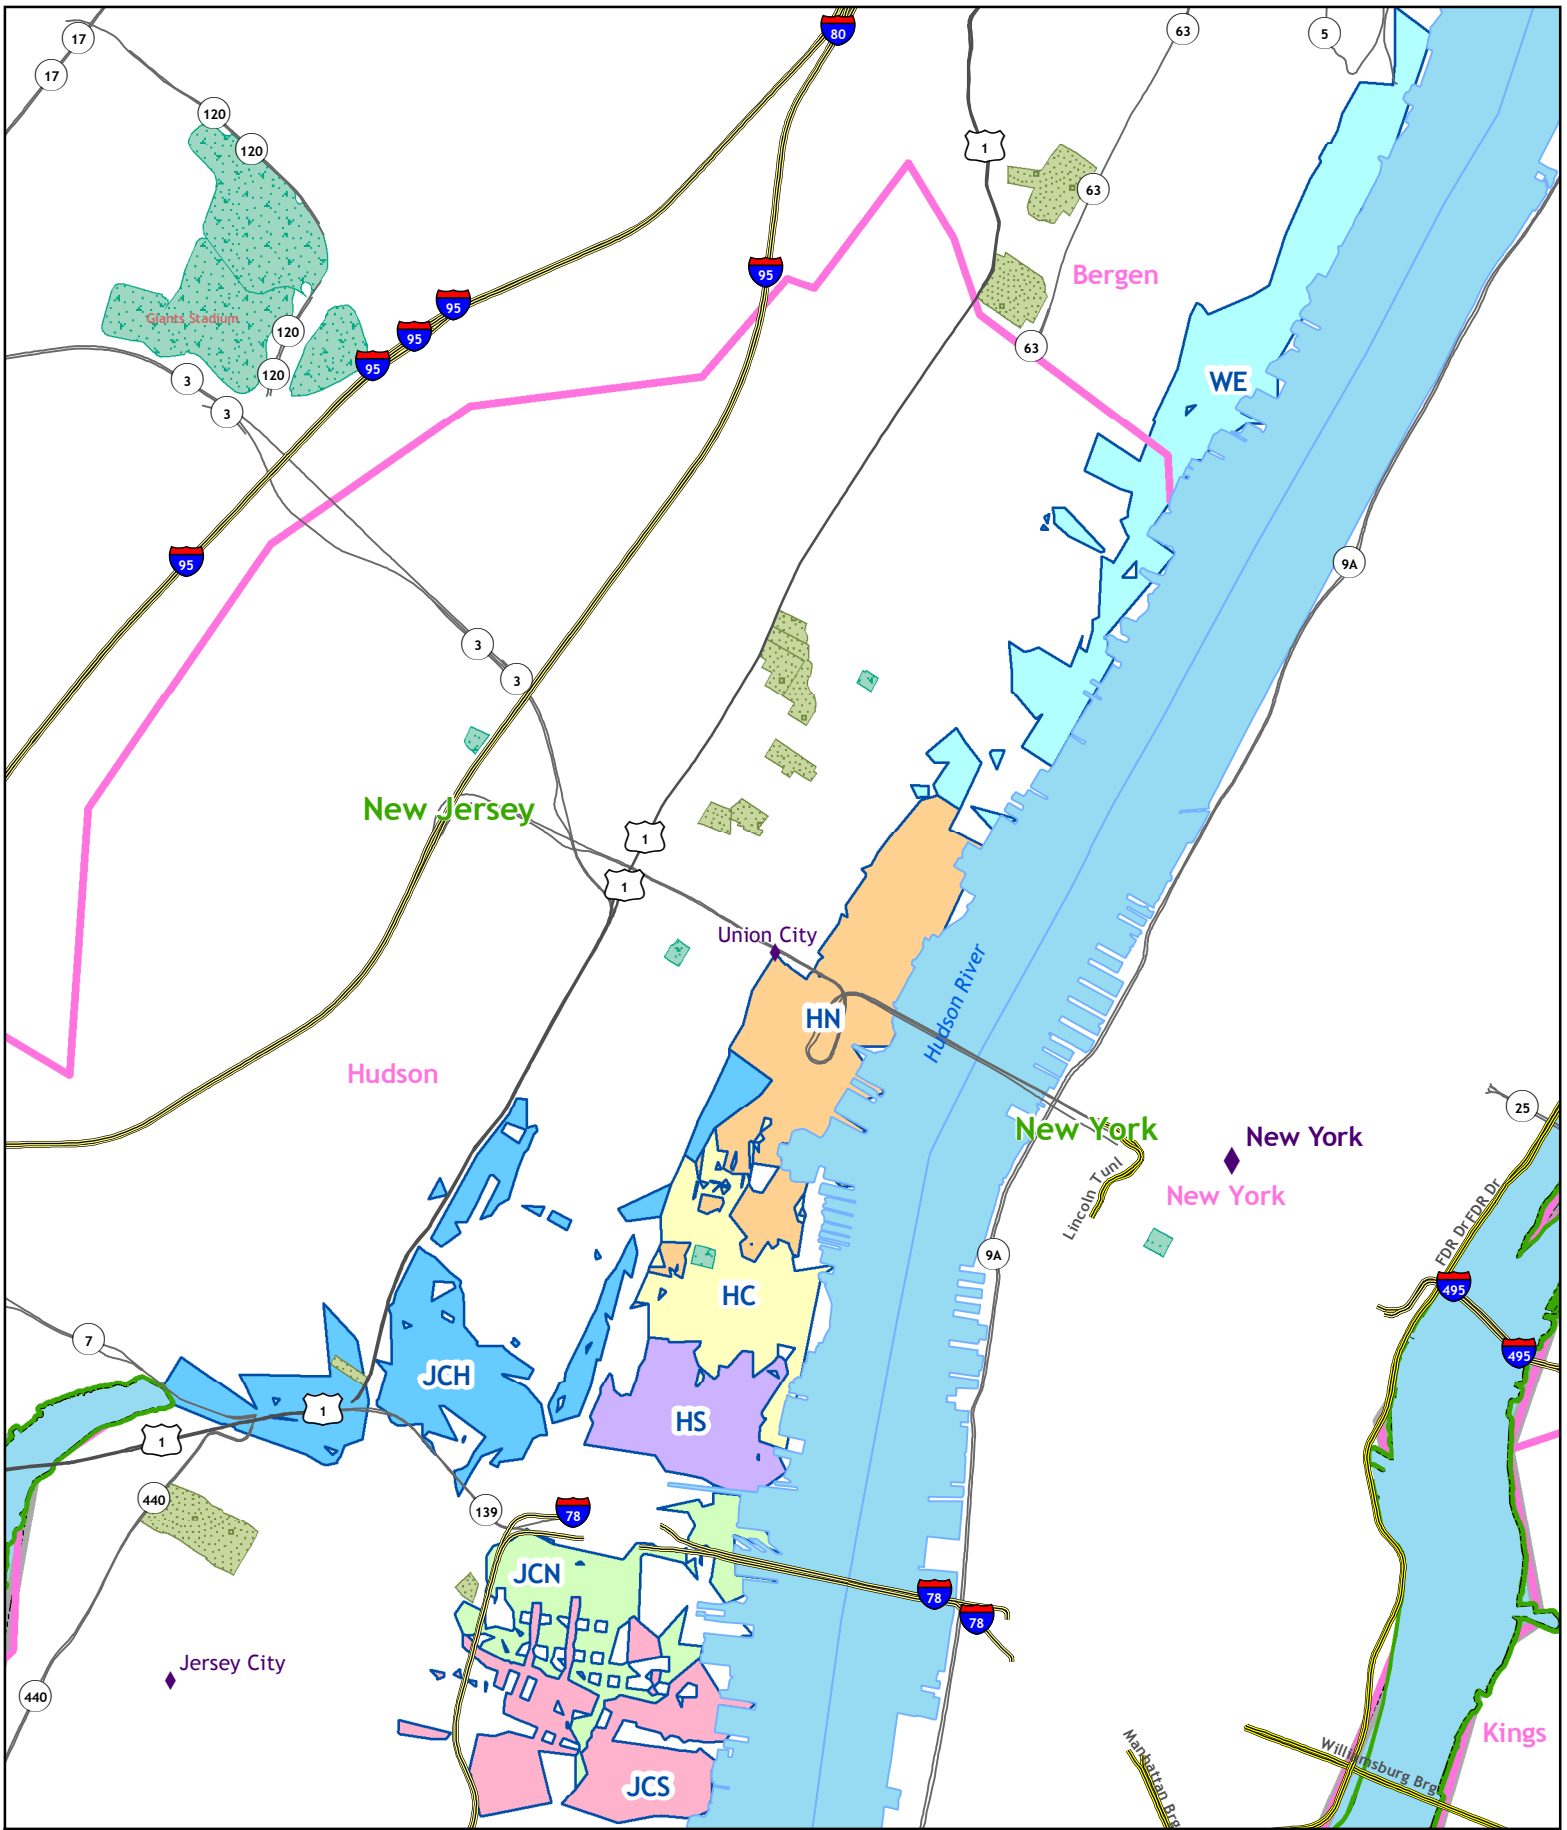 80
17
63
5
17
120
120
1
63
95
Bergen
95
Giants Stadium
120
95
63
95
120
3
WE
3
95
9A
3
3
New Jersey
1
1
Union City
HN
Hudson River
Hudson
25
New York
New York
Lincoln Tunl
New York
FDR Dr
FDR Dr
9A
495
HC
7
495
JCH
1
HS
1
440
139
78
JCN
78
78
Jersey City
440
Kings
Manhattan Brg
Williamsburg Brg
JCS